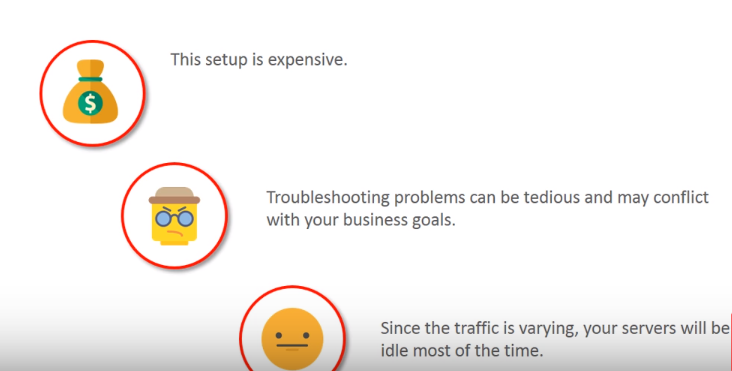 This setup is expensive.
$
Troubleshooting problems can be tedious and may conflict
with your business goals.
Since the traffic is varying, your servers will be
idle most of the time.